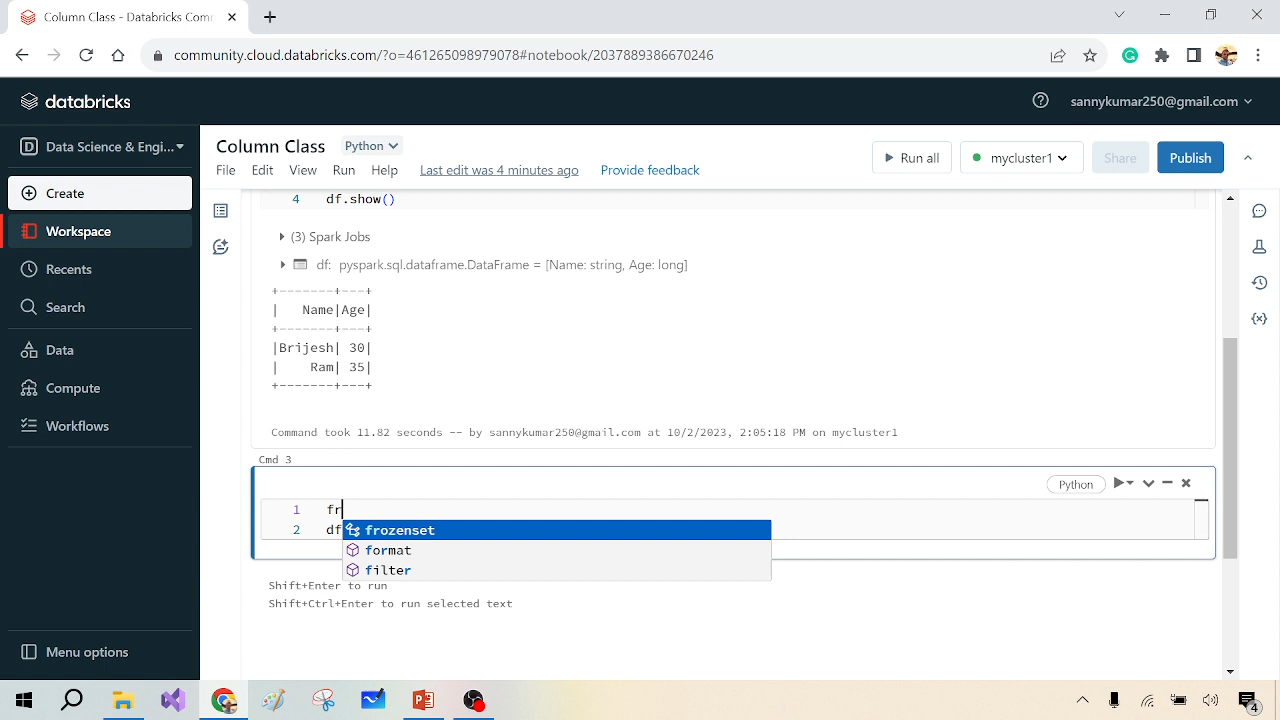 Column Class - Databricks Com
community.cloud.databricks.com/?o=461265098979078#notebook/2037889386670246
databricks
sannykumar250@gmail.com
D Data Science & Engi...
Create
Workspace
Recents
Search
Data
Compute
Workflows
Menu options
Column Class Python
File Edit View Run Help Last edit was 4 minutes ago Provide feedback
Run all mycluster1 Share Publish
4 df.show()
(3) Spark Jobs
df: pyspark.sql.dataframe.DataFrame = [Name: string, Age: long]
+-------+---+
|   Name|Age|
+-------+---+
|Brijesh| 30|
|    Ram| 35|
+-------+---+
Command took 11.82 seconds -- by sannykumar250@gmail.com at 10/2/2023, 2:05:18 PM on mycluster1
Cmd 3
Python
1 fr
2 df
frozenset
format
filter
Shift+Enter to run
Shift+Ctrl+Enter to run selected text
4